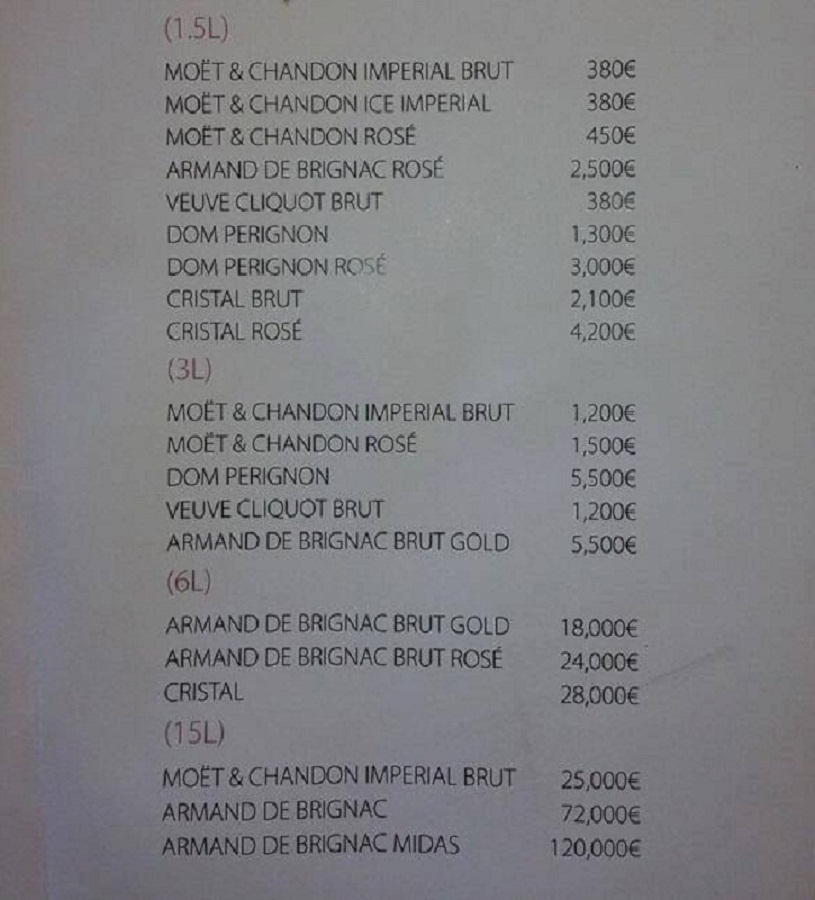 (1.5L)
MOËT & CHANDON IMPERIAL BRUT 380€
MOËT & CHANDON ICE IMPERIAL 380€
MOËT & CHANDON ROSÉ 450€
ARMAND DE BRIGNAC ROSÉ 2,500€
VEUVE CLIQUOT BRUT 380€
DOM PERIGNON 1,300€
DOM PERIGNON ROSÉ 3,000€
CRISTAL BRUT 2,100€
CRISTAL ROSÉ 4,200€
(3L)
MOËT & CHANDON IMPERIAL BRUT 1,200€
MOËT & CHANDON ROSÉ 1,500€
DOM PERIGNON 5,500€
VEUVE CLIQUOT BRUT 1,200€
ARMAND DE BRIGNAC BRUT GOLD 5,500€
(6L)
ARMAND DE BRIGNAC BRUT GOLD 18,000€
ARMAND DE BRIGNAC BRUT ROSÉ 24,000€
CRISTAL 28,000€
(15L)
MOËT & CHANDON IMPERIAL BRUT 25,000€
ARMAND DE BRIGNAC 72,000€
ARMAND DE BRIGNAC MIDAS 120,000€